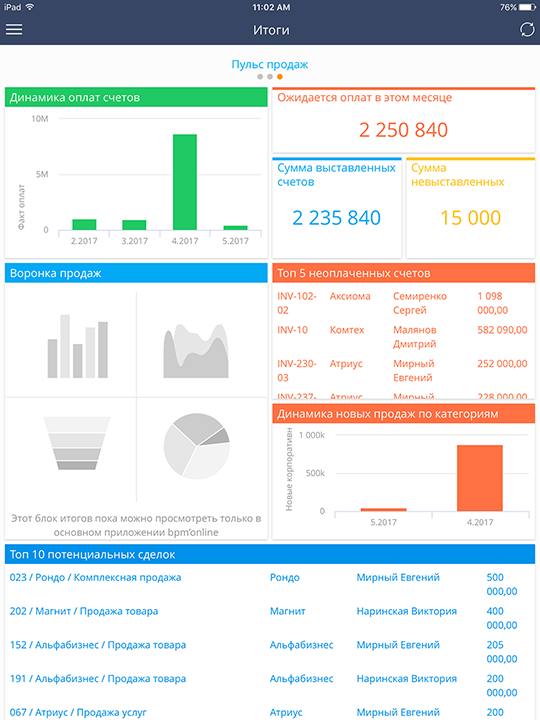 iPad 11:02 AM 76%
Итоги
Пульс продаж
Динамика оплат счетов
10M
5M
0
Факт оплат
2.2017 3.2017 4.2017 5.2017
Ожидается оплат в этом месяце
2 250 840
Сумма выставленных
счетов
2 235 840
Сумма
невыставленных
15 000
Воронка продаж
Этот блок итогов пока можно просмотреть только в
основном приложении bpm'online
Топ 5 неоплаченных счетов
INV-102- Аксиома Семиренко 1 098
02 Сергей 000,00
INV-10 Комтех Малянов 582 090,00
Дмитрий
INV-230- Атриус Мирный 252 000,00
03 Евгений
INV-237- Атриус Мирный 228 000,00
Динамика новых продаж по категориям
1 000k
500k
0
Новые корпоративн
5.2017 4.2017
Топ 10 потенциальных сделок
023 / Рондо / Комплексная продажа Рондо Мирный Евгений 500
000,00
202 / Магнит / Продажа товара Магнит Наринская Виктория 400
000,00
152 / Альфабизнес / Продажа товара Альфабизнес Мирный Евгений 205
000,00
191 / Альфабизнес / Продажа товара Альфабизнес Наринская Виктория 200
000,00
067 / Атриус / Продажа услуг Атриус Мирный Евгений 200